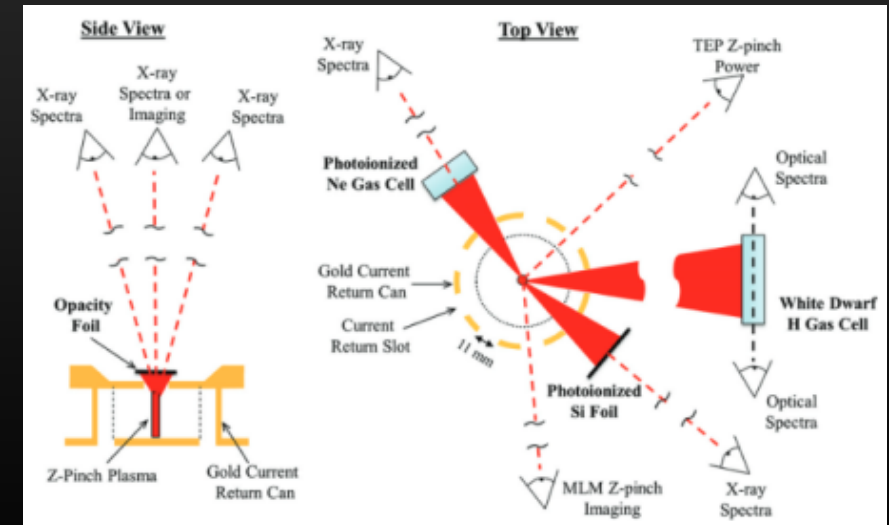 Side View
X-ray
Spectra
X-ray
Spectra or
Imaging
X-ray
Spectra
Opacity
Foil
Z-Pinch Plasma
Gold Current
Return Can
Top View
X-ray
Spectra
TEP Z-pinch
Power
Photoionized
Ne Gas Cell
Optical
Spectra
Gold Current
Return Can
Current
Return Slot
11 mm
White Dwarf
H Gas Cell
Photoionized
Si Foil
Optical
Spectra
MLM Z-pinch
Imaging
X-ray
Spectra